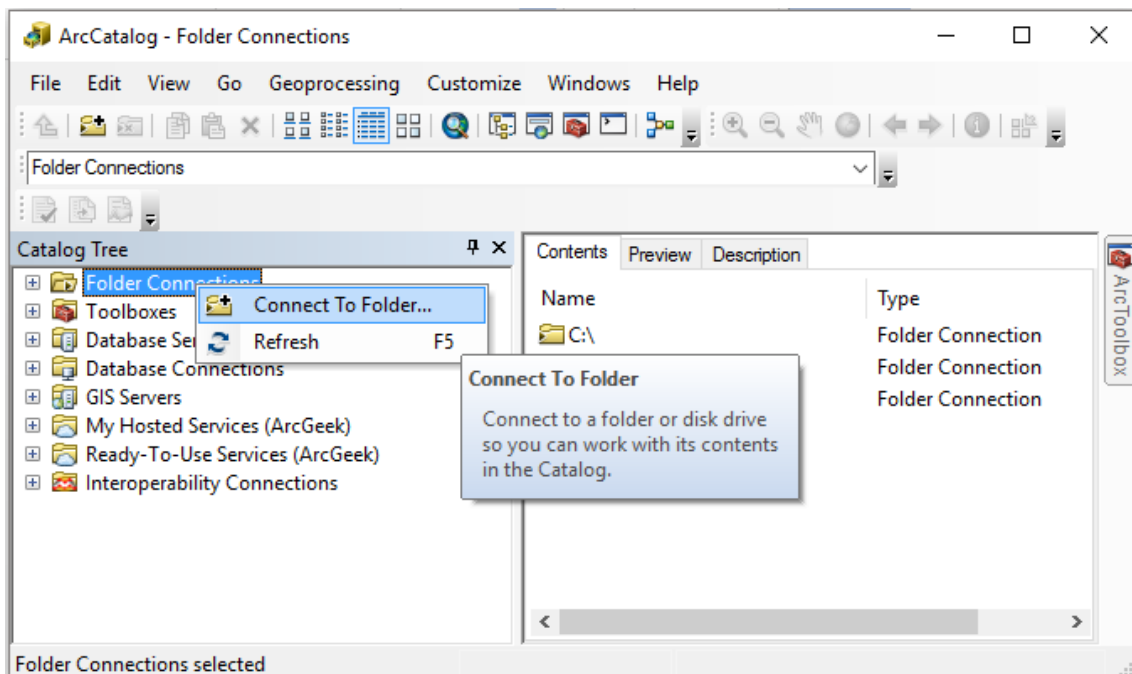 ArcCatalog - Folder Connections
File Edit View Go Geoprocessing Customize Windows Help
Folder Connections
Catalog Tree
Contents Preview Description
Folder Connections
Connect To Folder...
Name Type
Toolboxes
C:\ Folder Connection
Database Ser
Refresh F5
Database Connections
Folder Connection
Connect To Folder
GIS Servers
Folder Connection
Connect to a folder or disk drive
so you can work with its contents
in the Catalog.
My Hosted Services (ArcGeek)
Ready-To-Use Services (ArcGeek)
Interoperability Connections
ArcToolbox
Folder Connections selected